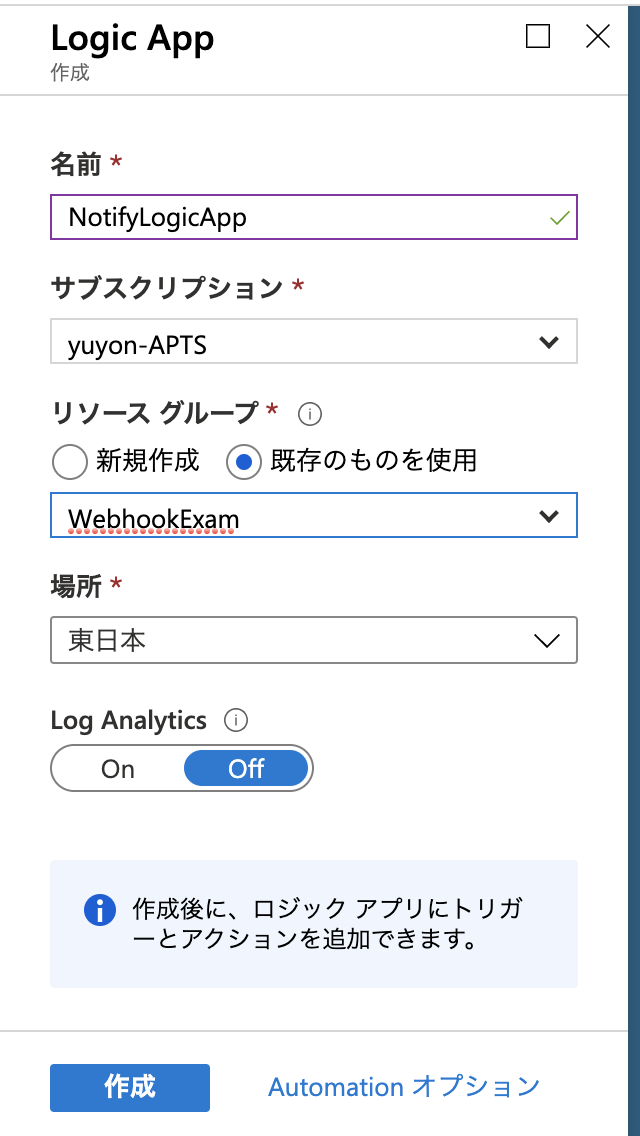 Logic App
作成
名前 *
NotifyLogicApp
サブスクリプション *
yuyon-APTS
リソース グループ *
新規作成 既存のものを使用
WebhookExam
場所 *
東日本
Log Analytics
On Off
作成後に、ロジック アプリにトリガ
ーとアクションを追加できます。
作成 Automation オプション